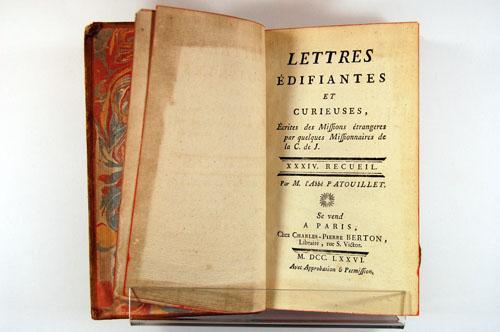 LETTRES
ÉDIFIANTES
ET
CURIEUSES,
Écrites des Missions étrangeres
par quelques Missionnaires de
la C. de J.
XXXIV. RECUEIL.
Par M. l'Abbé PATOUILLET.
Se vend
A PARIS,
Chez CHARLES-PIERRE BERTON,
Libraire, rue S. Victor.
M. DCC. LXXVI.
Avec Approbation & Permission,